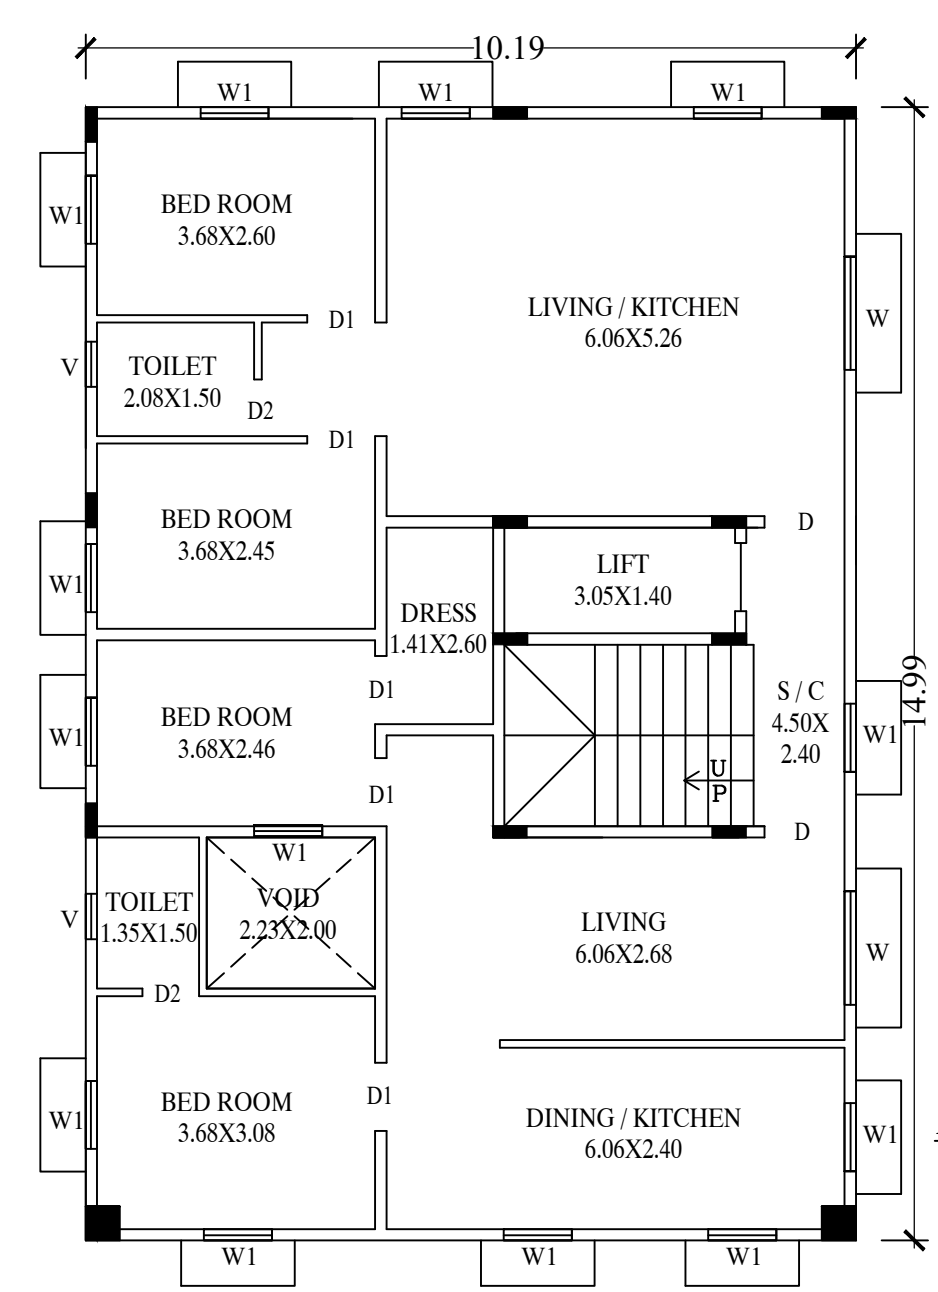 10.19
W1
W1
W1
W1
BED ROOM
3.68X2.60
LIVING / KITCHEN
6.06X5.26
W
D1
V
TOILET
2.08X1.50
D2
D1
BED ROOM
3.68X2.45
D
W1
LIFT
3.05X1.40
DRESS
1.41X2.60
14.99
D1
S / C
4.50X
2.40
BED ROOM
3.68X2.46
W1
W1
U
P
D1
D
W1
VOID
2.23X2.00
TOILET
1.35X1.50
V
LIVING
6.06X2.68
W
D2
D1
BED ROOM
3.68X3.08
W1
DINING / KITCHEN
6.06X2.40
W1
W1
W1
W1